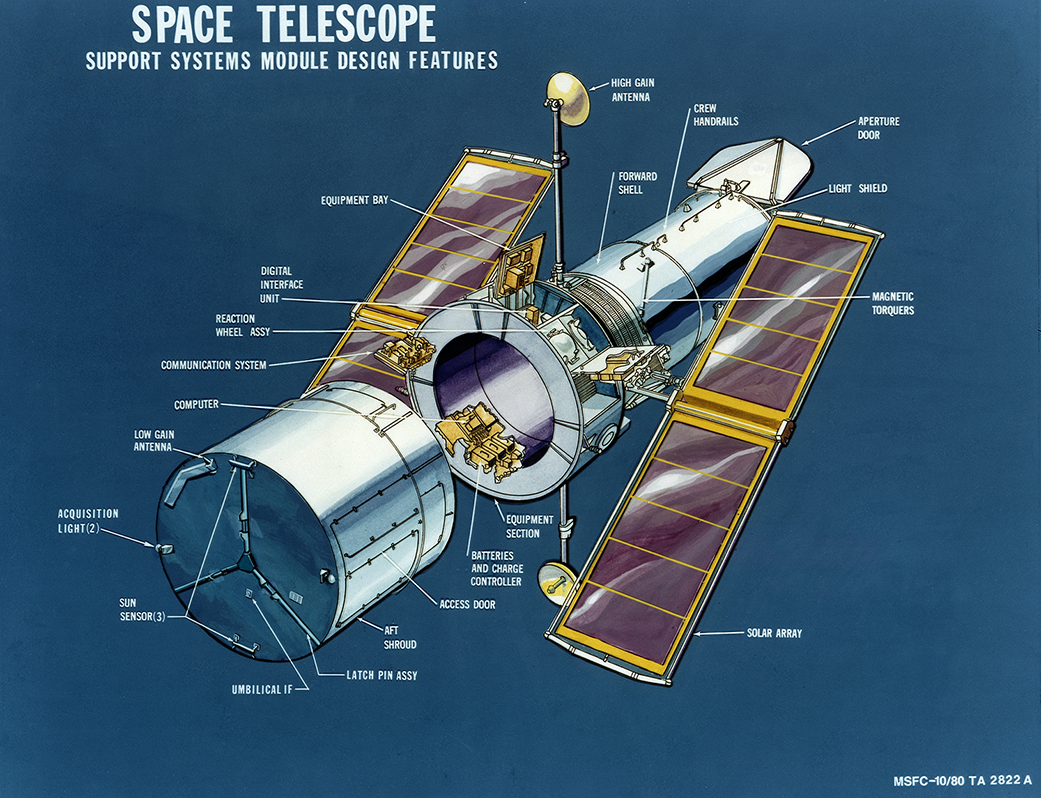 SPACE TELESCOPE
SUPPORT SYSTEMS MODULE DESIGN FEATURES
HIGH GAIN
ANTENNA
CREW
HANDRAILS
APERTURE
DOOR
FORWARD
SHELL
LIGHT SHIELD
EQUIPMENT BAY
DIGITAL
INTERFACE
UNIT
MAGNETIC
TORQUERS
REACTION
WHEEL ASSY
COMMUNICATION SYSTEM
COMPUTER
LOW GAIN
ANTENNA
ACQUISITION
LIGHT(2)
EQUIPMENT
SECTION
BATTERIES
AND CHARGE
CONTROLLER
SUN
SENSOR(3)
ACCESS DOOR
AFT
SHROUD
SOLAR ARRAY
LATCH PIN ASSY
UMBILICAL IF
MSFC-10/80 TA 2822 A